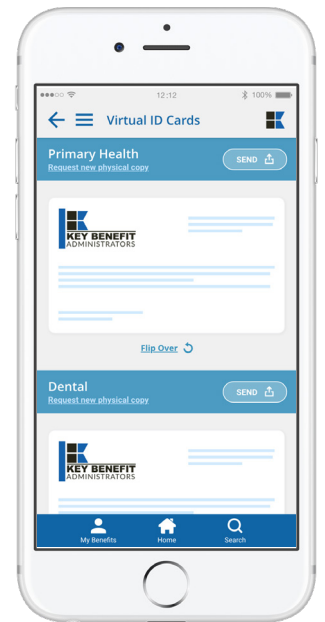 12:12
100%
Virtual ID Cards
Primary Health
SEND
Request new physical copy
KEY BENEFIT
ADMINISTRATORS
Flip Over
Dental
SEND
Request new physical copy
KEY BENEFIT
ADMINISTRATORS
My Benefits
Home
Search